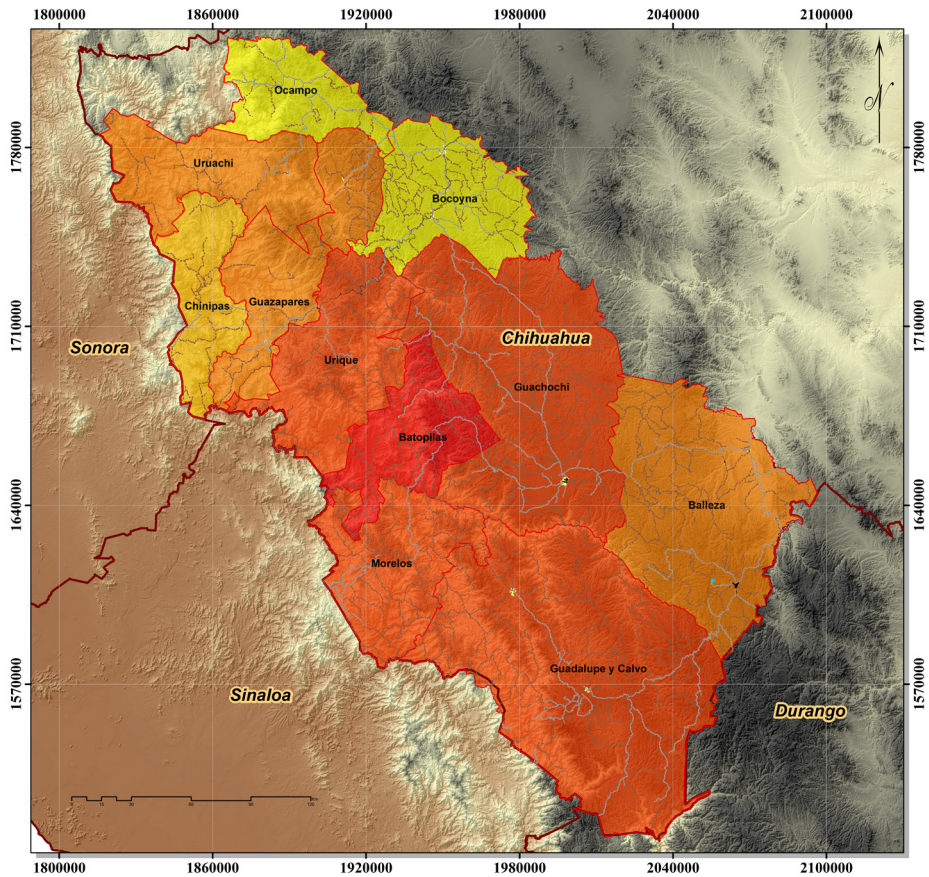 1800000 1860000 1920000 1980000 2040000 2100000
N
Ocampo
1780000 1780000
Uruachi
Bocoyna
Chinipas
Guazapares
1710000 1710000
Sonora
Chihuahua
Urique
Guachochi
Batopilas
1640000 1640000
Balleza
Morelos
Guadalupe y Calvo
1570000 1570000
Sinaloa
Durango
1800000 1860000 1920000 1980000 2040000 2100000